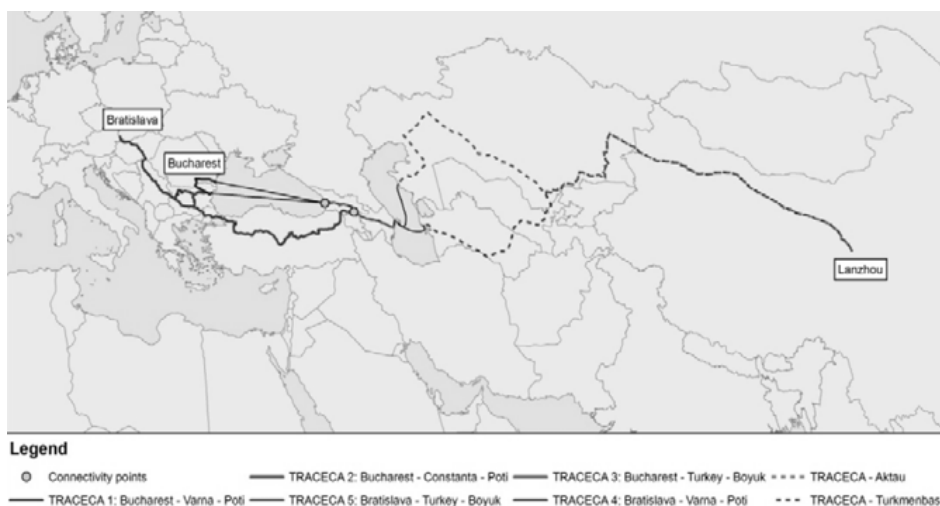 Bratislava
Bucharest
Lanzhou
Legend
Connectivity points
TRACECA 2: Bucharest - Constanta - Poti
TRACECA 3: Bucharest - Turkey - Boyuk
TRACECA - Aktau
TRACECA 1: Bucharest - Varna - Poti
TRACECA 5: Bratislava - Turkey - Boyuk
TRACECA 4: Bratislava - Varna - Poti
TRACECA - Turkmenbas